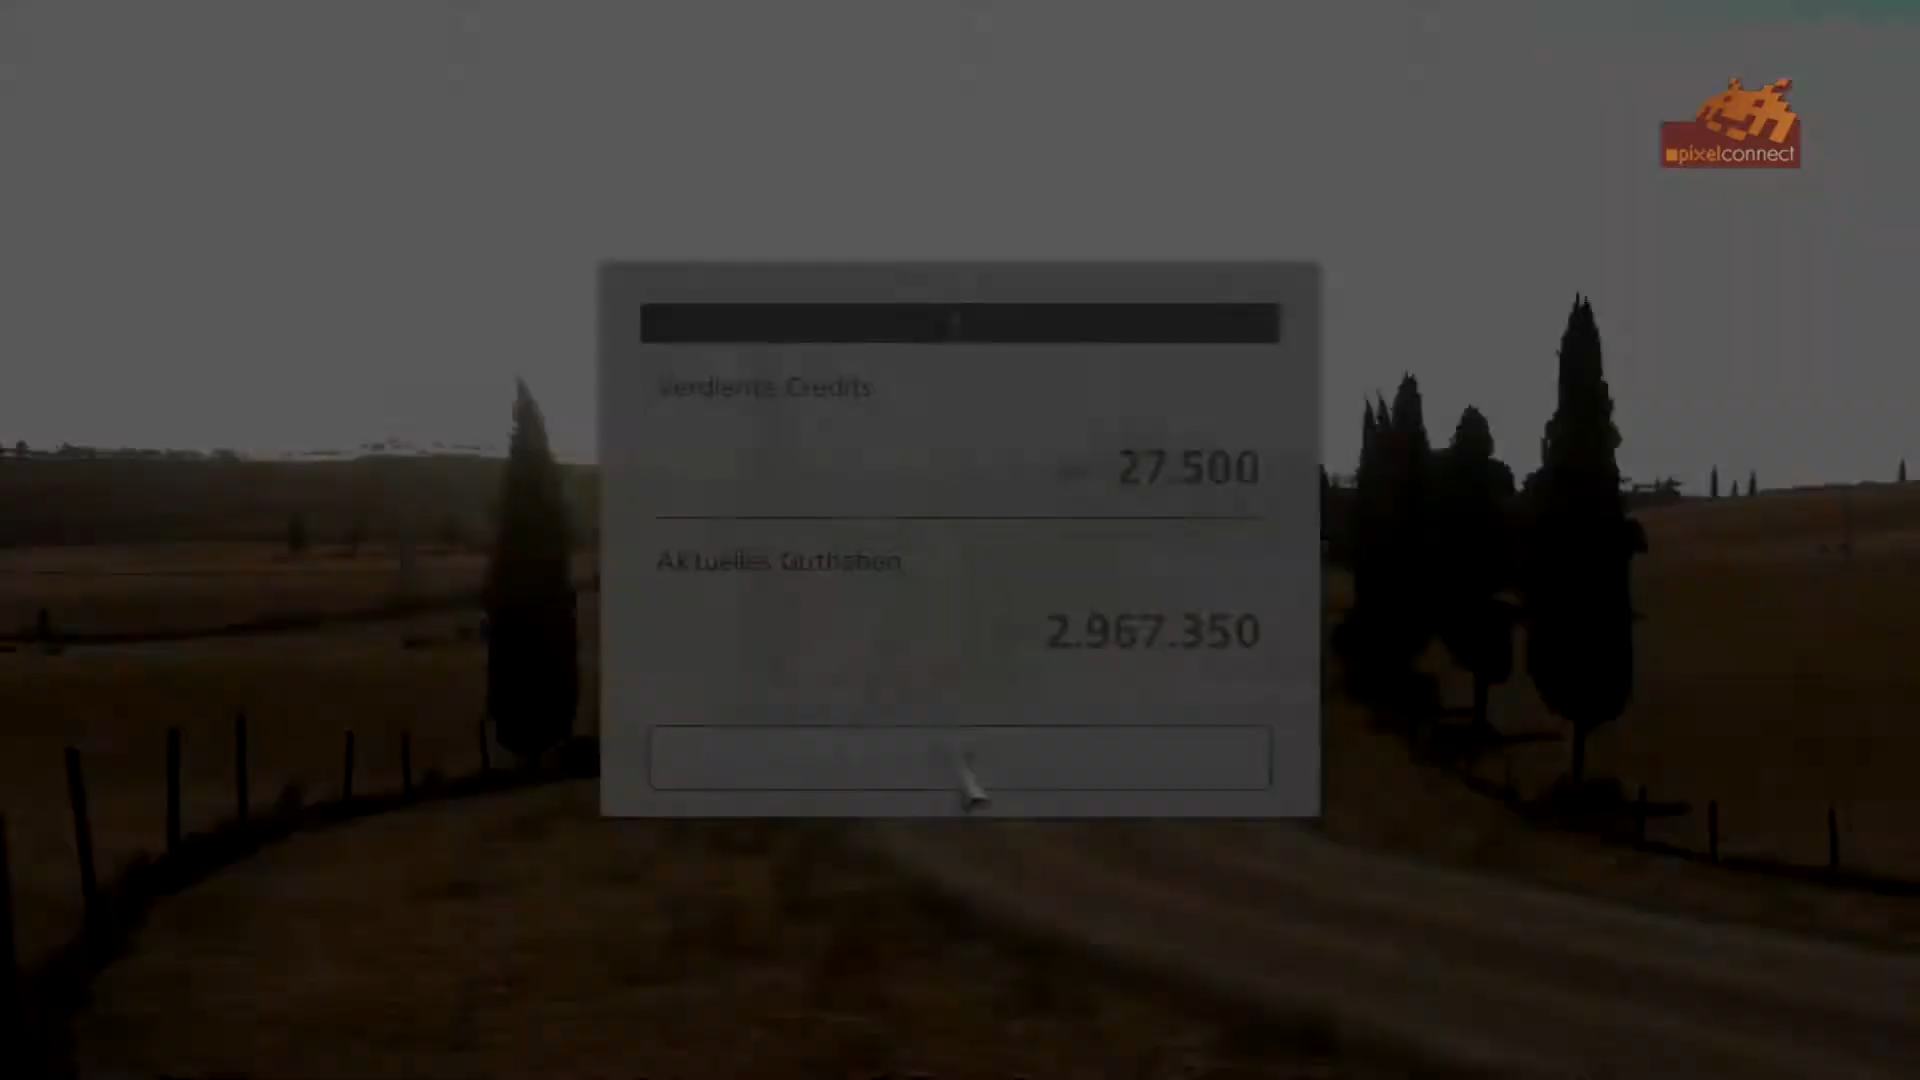 pixelconnect
Verdiente Credits
27.500
Aktuelles Guthaben
2.967.350